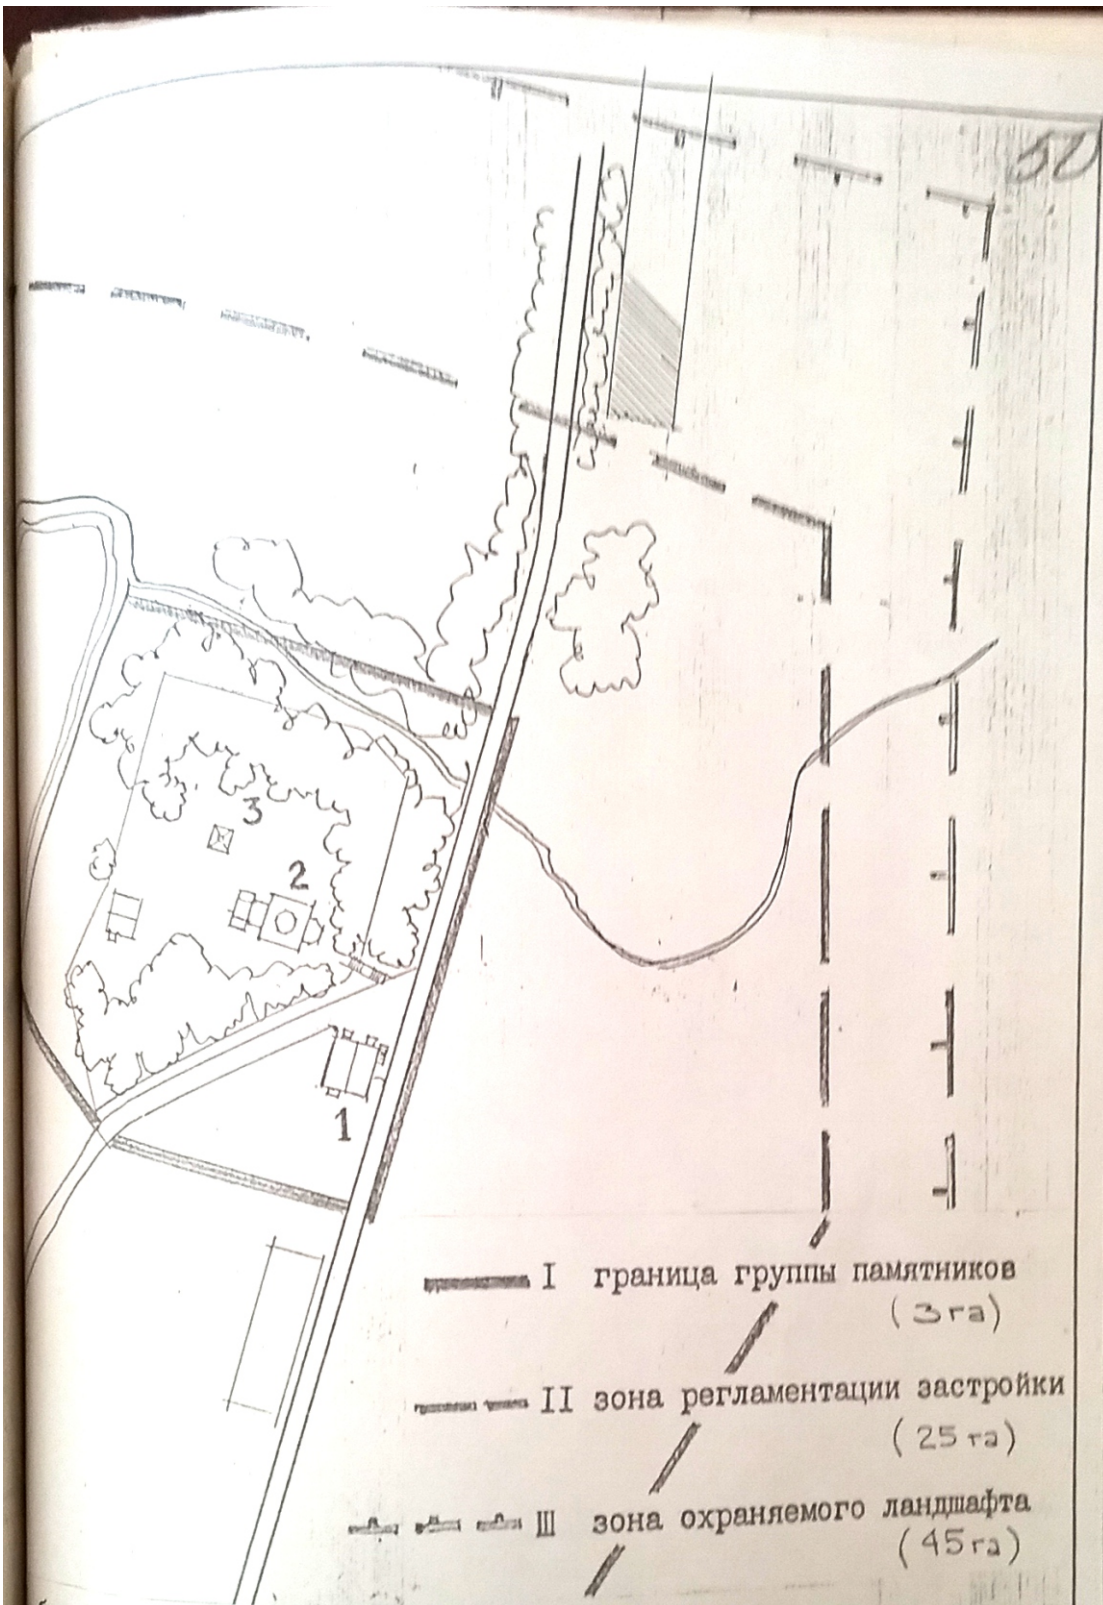 50
3
2
1
I граница группы памятников
(3га)
II зона регламентации застройки
(25 га)
III зона охраняемого ландшафта
(45га)